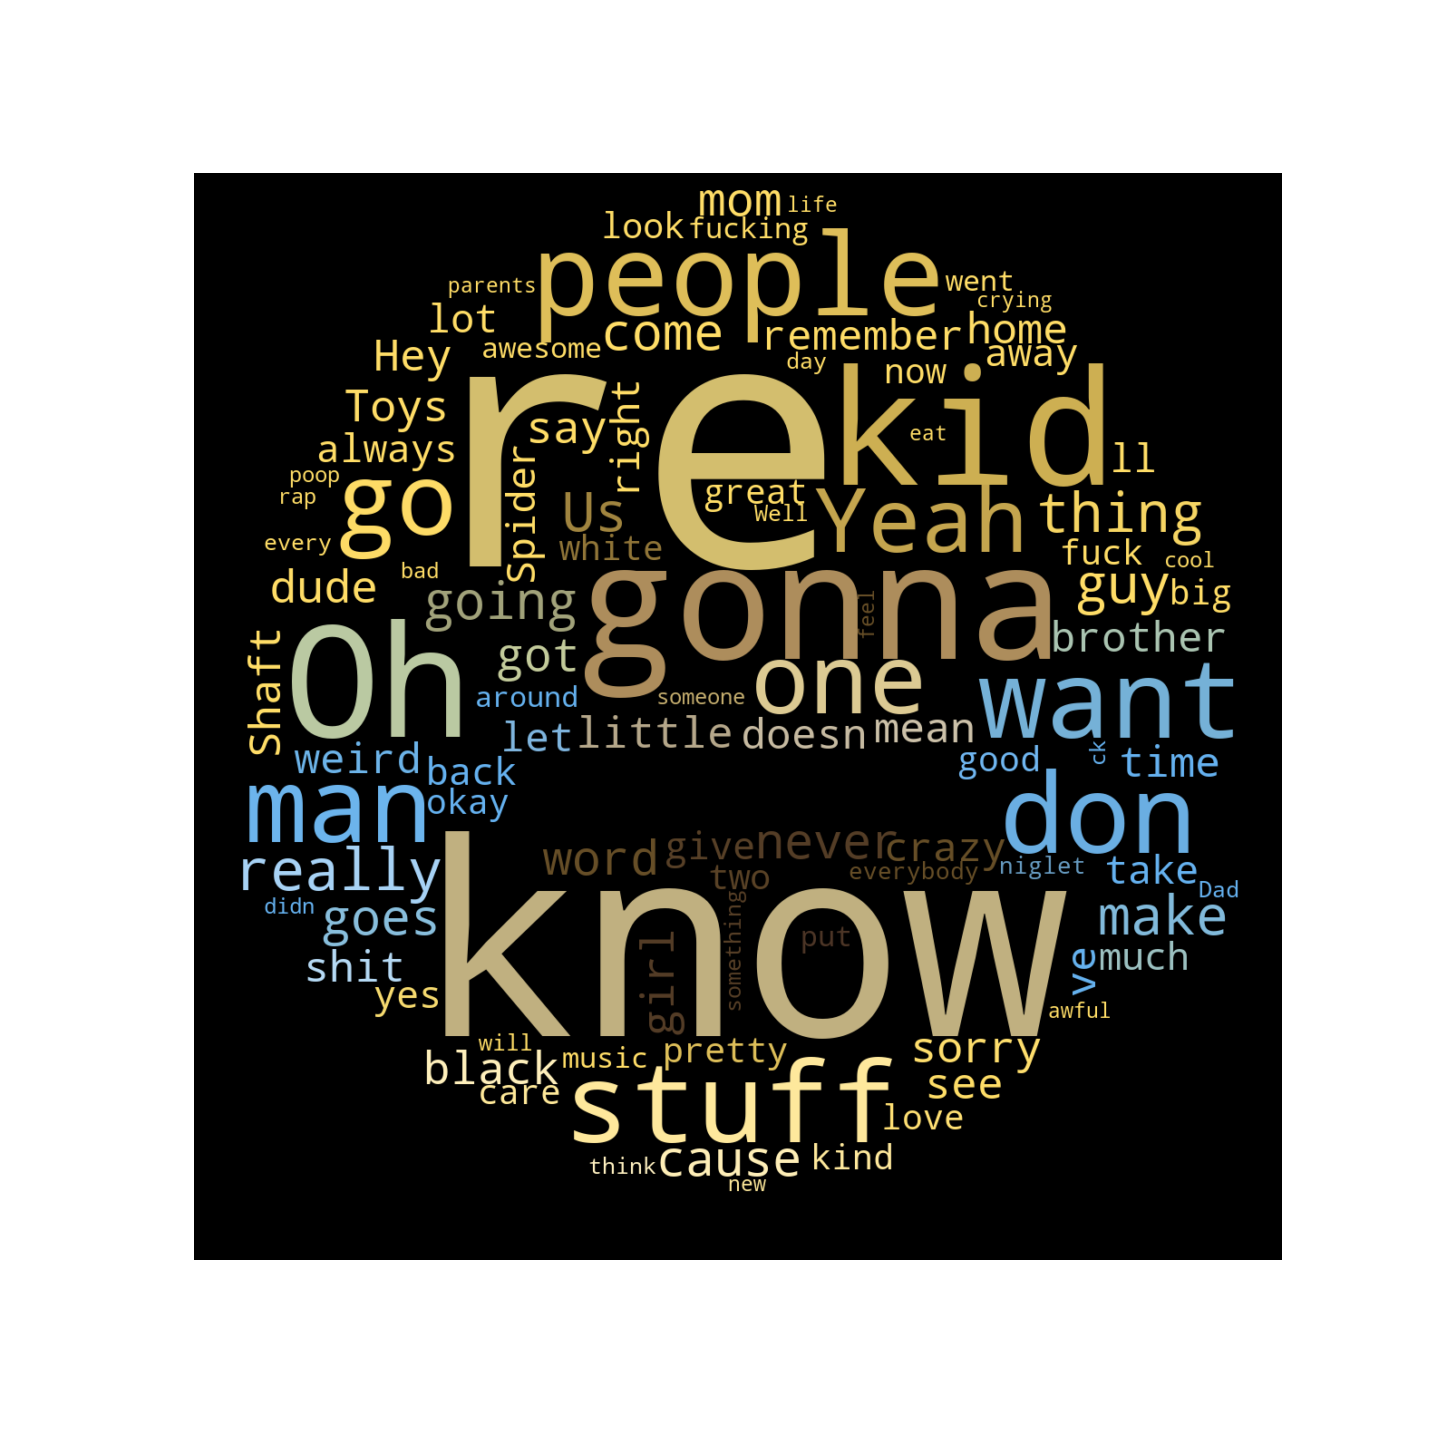 mom life
look fucking
people
parents went
crying
lot come remember home
Hey awesome day now away
re kid
Toys say right eat
always ll
poop go Spider great Yeah thing
rap Us Well
every white fuck cool
dude bad going gonna feel guy big
Shaft Oh got one brother
around someone want
let little doesn mean
weird back good ck time
man okay don
really word give never crazy
two everybody niglet take
didn goes know something put make Dad
shit girl ve much
yes awful
will music pretty sorry
black
care stuff see
love
think cause kind
new